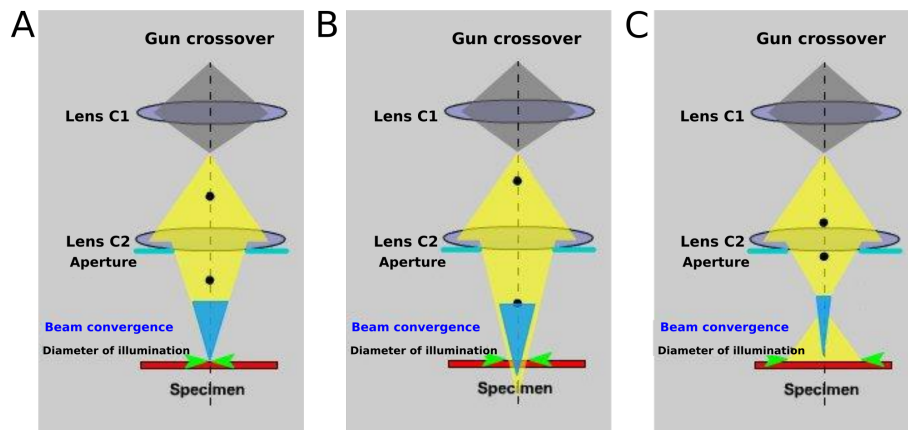 A
Gun crossover
Lens C1
Lens C2
Aperture
Beam convergence
Diameter of illumination
Specimen
B
Gun crossover
Lens C1
Lens C2
Aperture
Beam convergence
Diameter of illumination
Specimen
C
Gun crossover
Lens C1
Lens C2
Aperture
Beam convergence
Diameter of illumination
Specimen